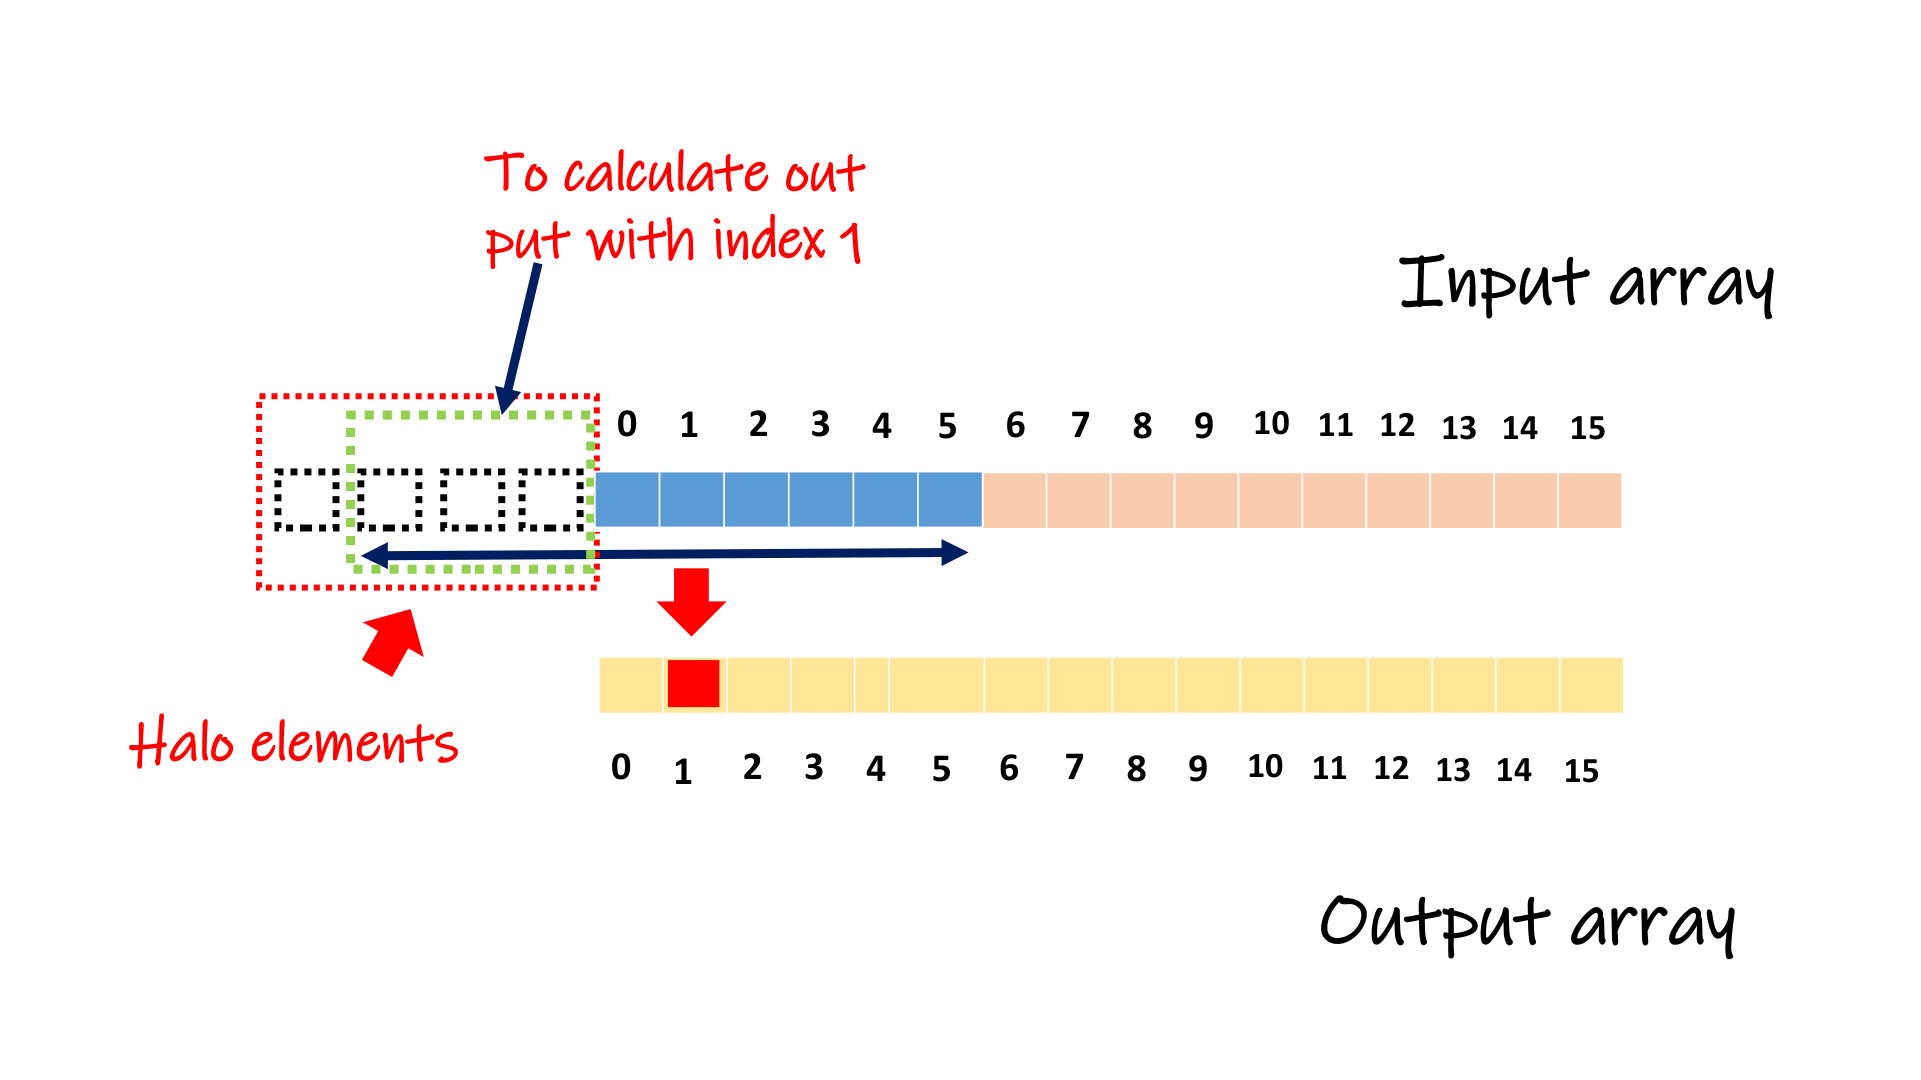 To calculate out
put with index 1
Input array
0 1 2 3 4 5 6 7 8 9 10 11 12 13 14 15
Halo elements
0 1 2 3 4 5 6 7 8 9 10 11 12 13 14 15
Output array